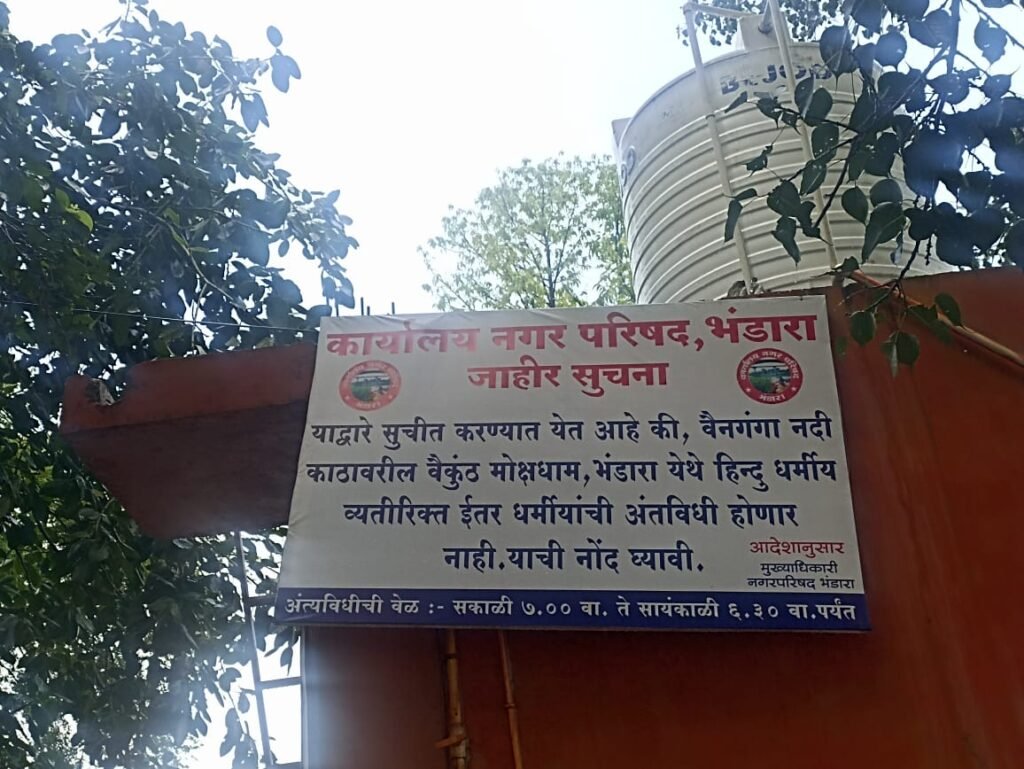 कार्यालय नगर परिषद, भंडारा
जाहीर सुचना
याद्वारे सुचीत करण्यात येत आहे की, वैनगंगा नदी
काठावरील वैकुंठ मोक्षधाम, भंडारा येथे हिन्दु धर्मीय
व्यतीरिक्त ईतर धर्मीयांची अंतविधी होणार
नाही. याची नोंद घ्यावी.
आदेशानुसार
मुख्याधिकारी
नगरपरिषद भंडारा
अंत्यविधीची वेळ :- सकाळी ७.०० वा. ते सायंकाळी ६.३० वा. पर्यंत